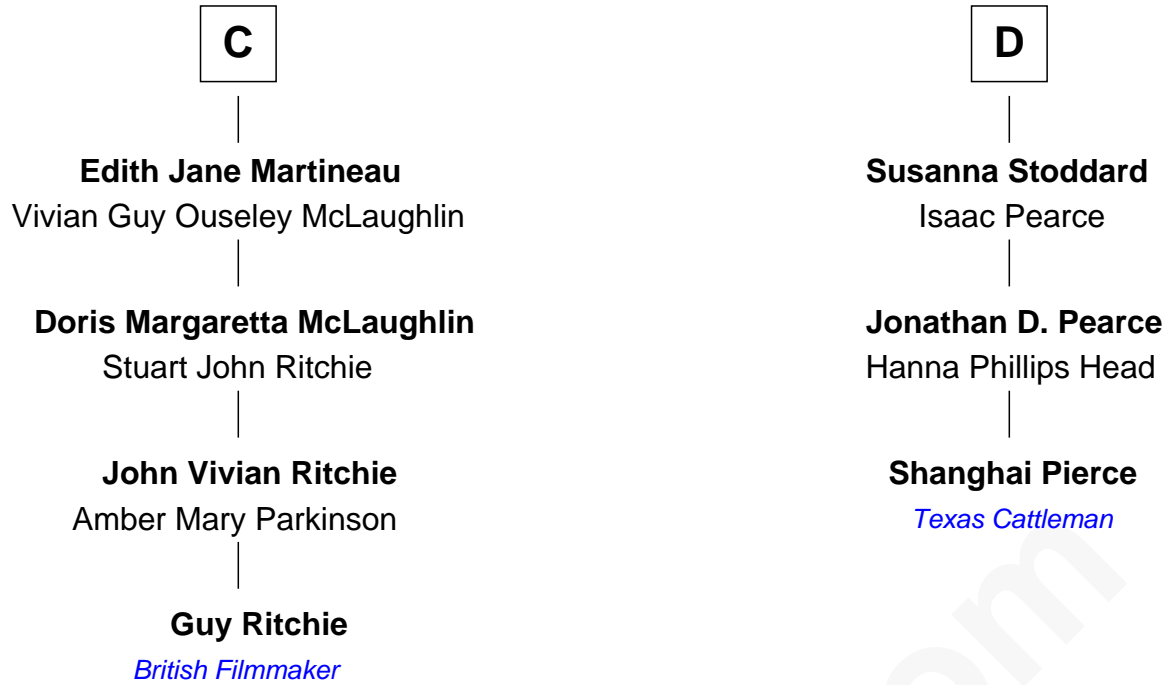 C
Edith Jane Martineau
Vivian Guy Ouseley McLaughlin
Doris Margaretta McLaughlin
Stuart John Ritchie
John Vivian Ritchie
Amber Mary Parkinson
Guy Ritchie
British Filmmaker
D
Susanna Stoddard
Isaac Pearce
Jonathan D. Pearce
Hanna Phillips Head
Shanghai Pierce
Texas Cattleman
om